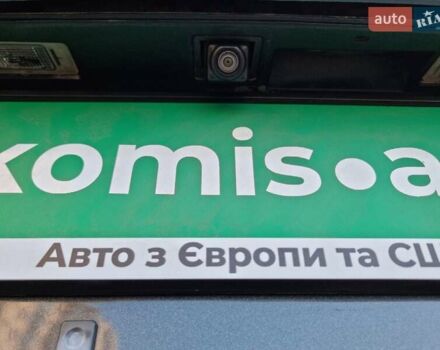 auto RIA
komis•a
Авто з Європи та СШ